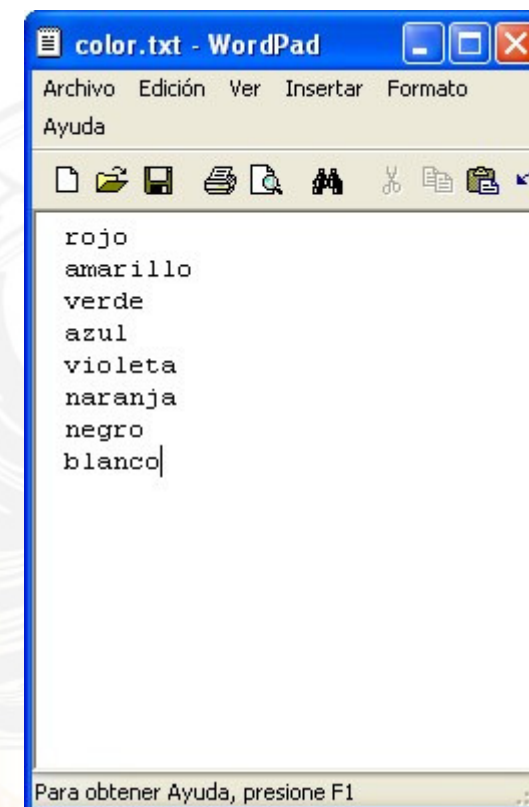 color.txt - WordPad
Archivo Edición Ver Insertar Formato
Ayuda
rojo
amarillo
verde
azul
violeta
naranja
negro
blanco
Para obtener Ayuda, presione F1